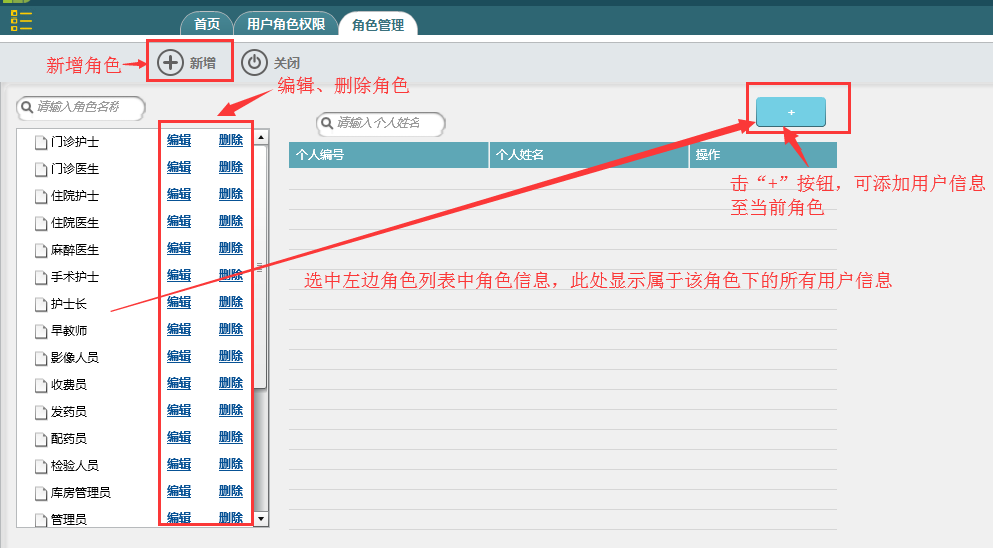 首页 用户角色权限 角色管理
新增角色 新增 关闭
编辑、删除角色
请输入角色名称
请输入个人姓名
+
个人编号 个人姓名 操作
门诊护士 编辑 删除
门诊医生 编辑 删除
住院护士 编辑 删除
住院医生 编辑 删除
麻醉医生 编辑 删除
手术护士 编辑 删除
护士长 编辑 删除
早教师 编辑 删除
影像人员 编辑 删除
收费员 编辑 删除
发药员 编辑 删除
配药员 编辑 删除
检验人员 编辑 删除
库房管理员 编辑 删除
管理员 编辑 删除
击“+”按钮，可添加用户信息
至当前角色
选中左边角色列表中角色信息，此处显示属于该角色下的所有用户信息